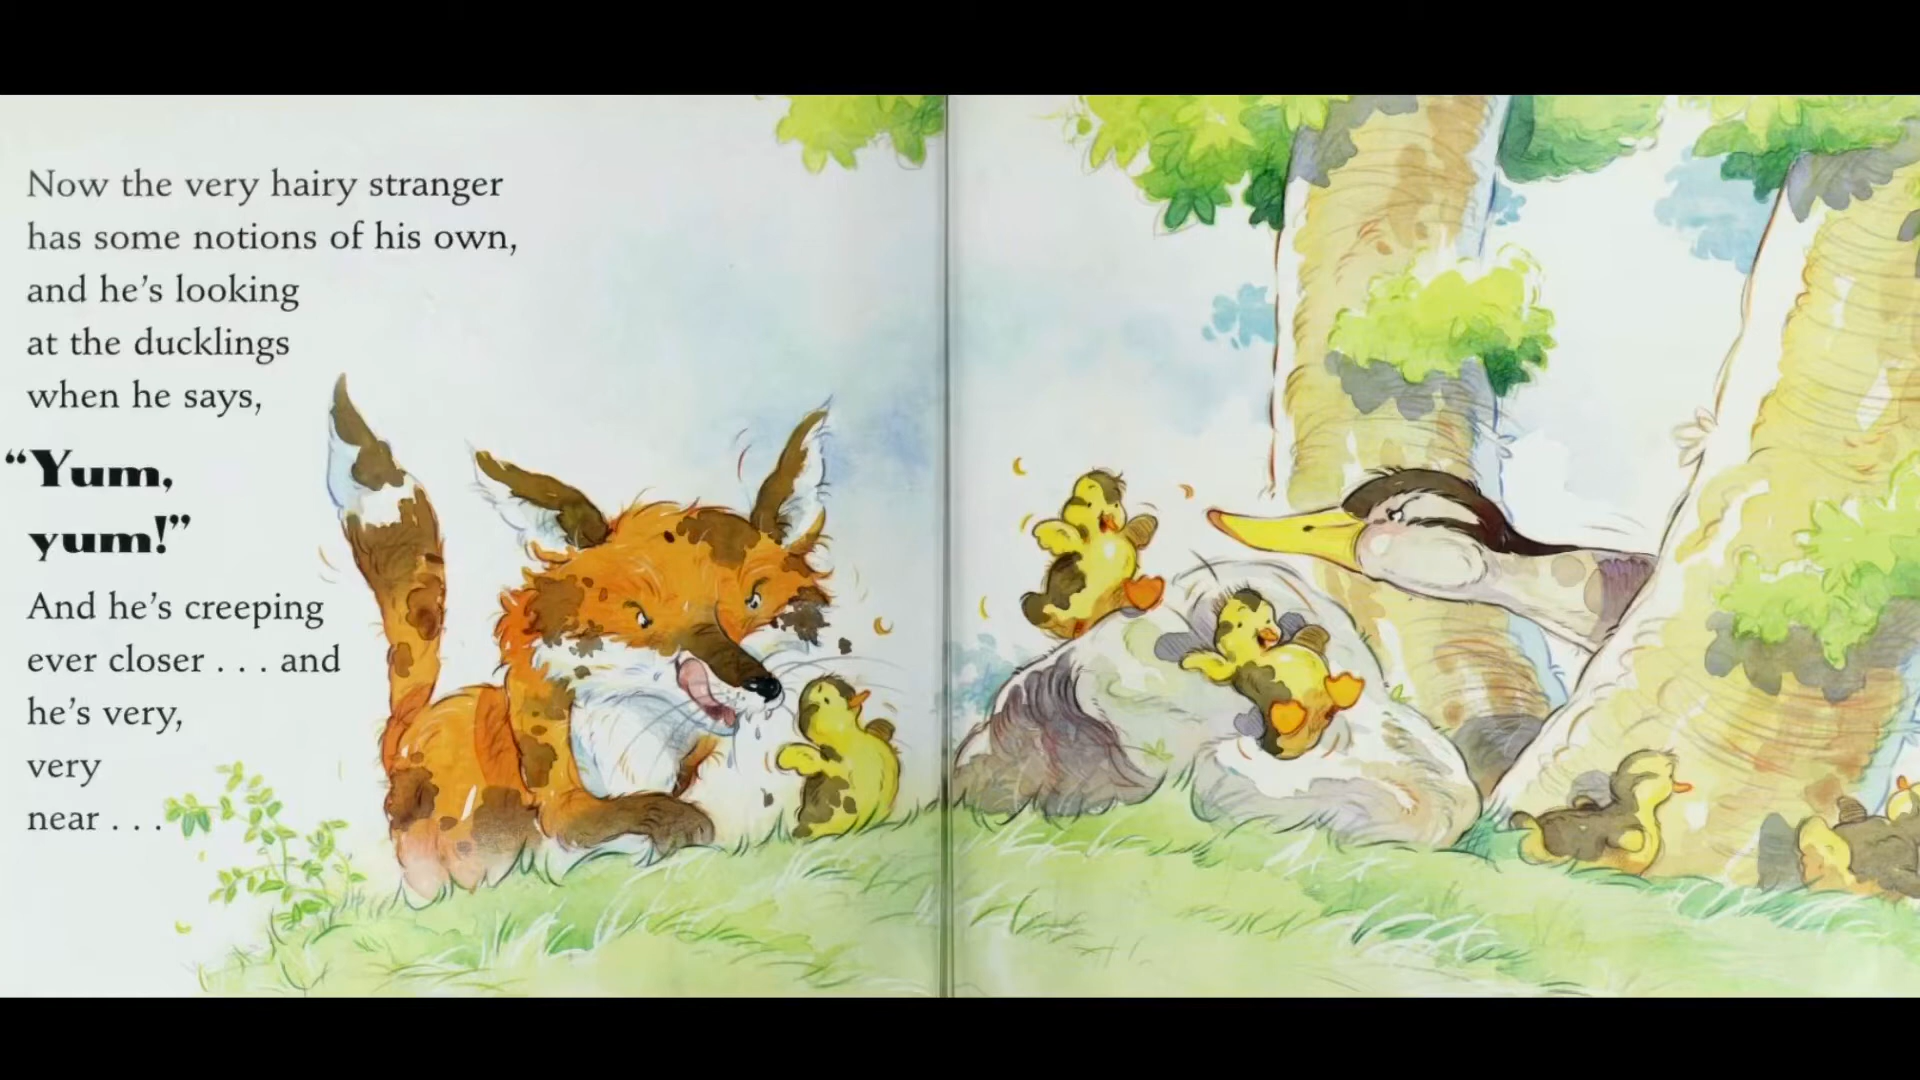 Now the very hairy stranger
has some notions of his own,
and he’s looking
at the ducklings
when he says,
“Yum,
yum!”
And he’s creeping
ever closer . . . and
he’s very,
very
near . . .